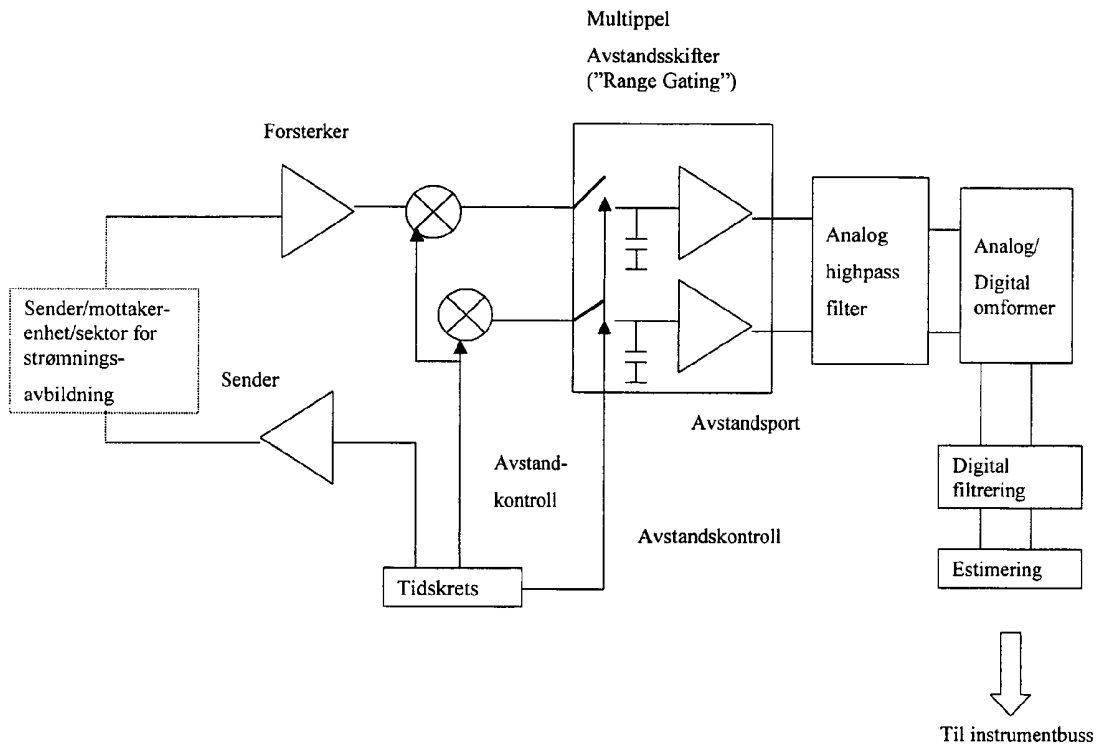 Multippel
Avstandsskifter
("Range Gating")
Forsterker
Analog
highpass
filter
Analog/
Digital
omformer
Sender/mottaker-
enhet/sektor for
strømnings-
avbildning
Sender
Avstandsport
Avstand-
kontroll
Digital
filtrering
Avstandskontroll
Tidskrets
Estimering
Til instrumentbuss